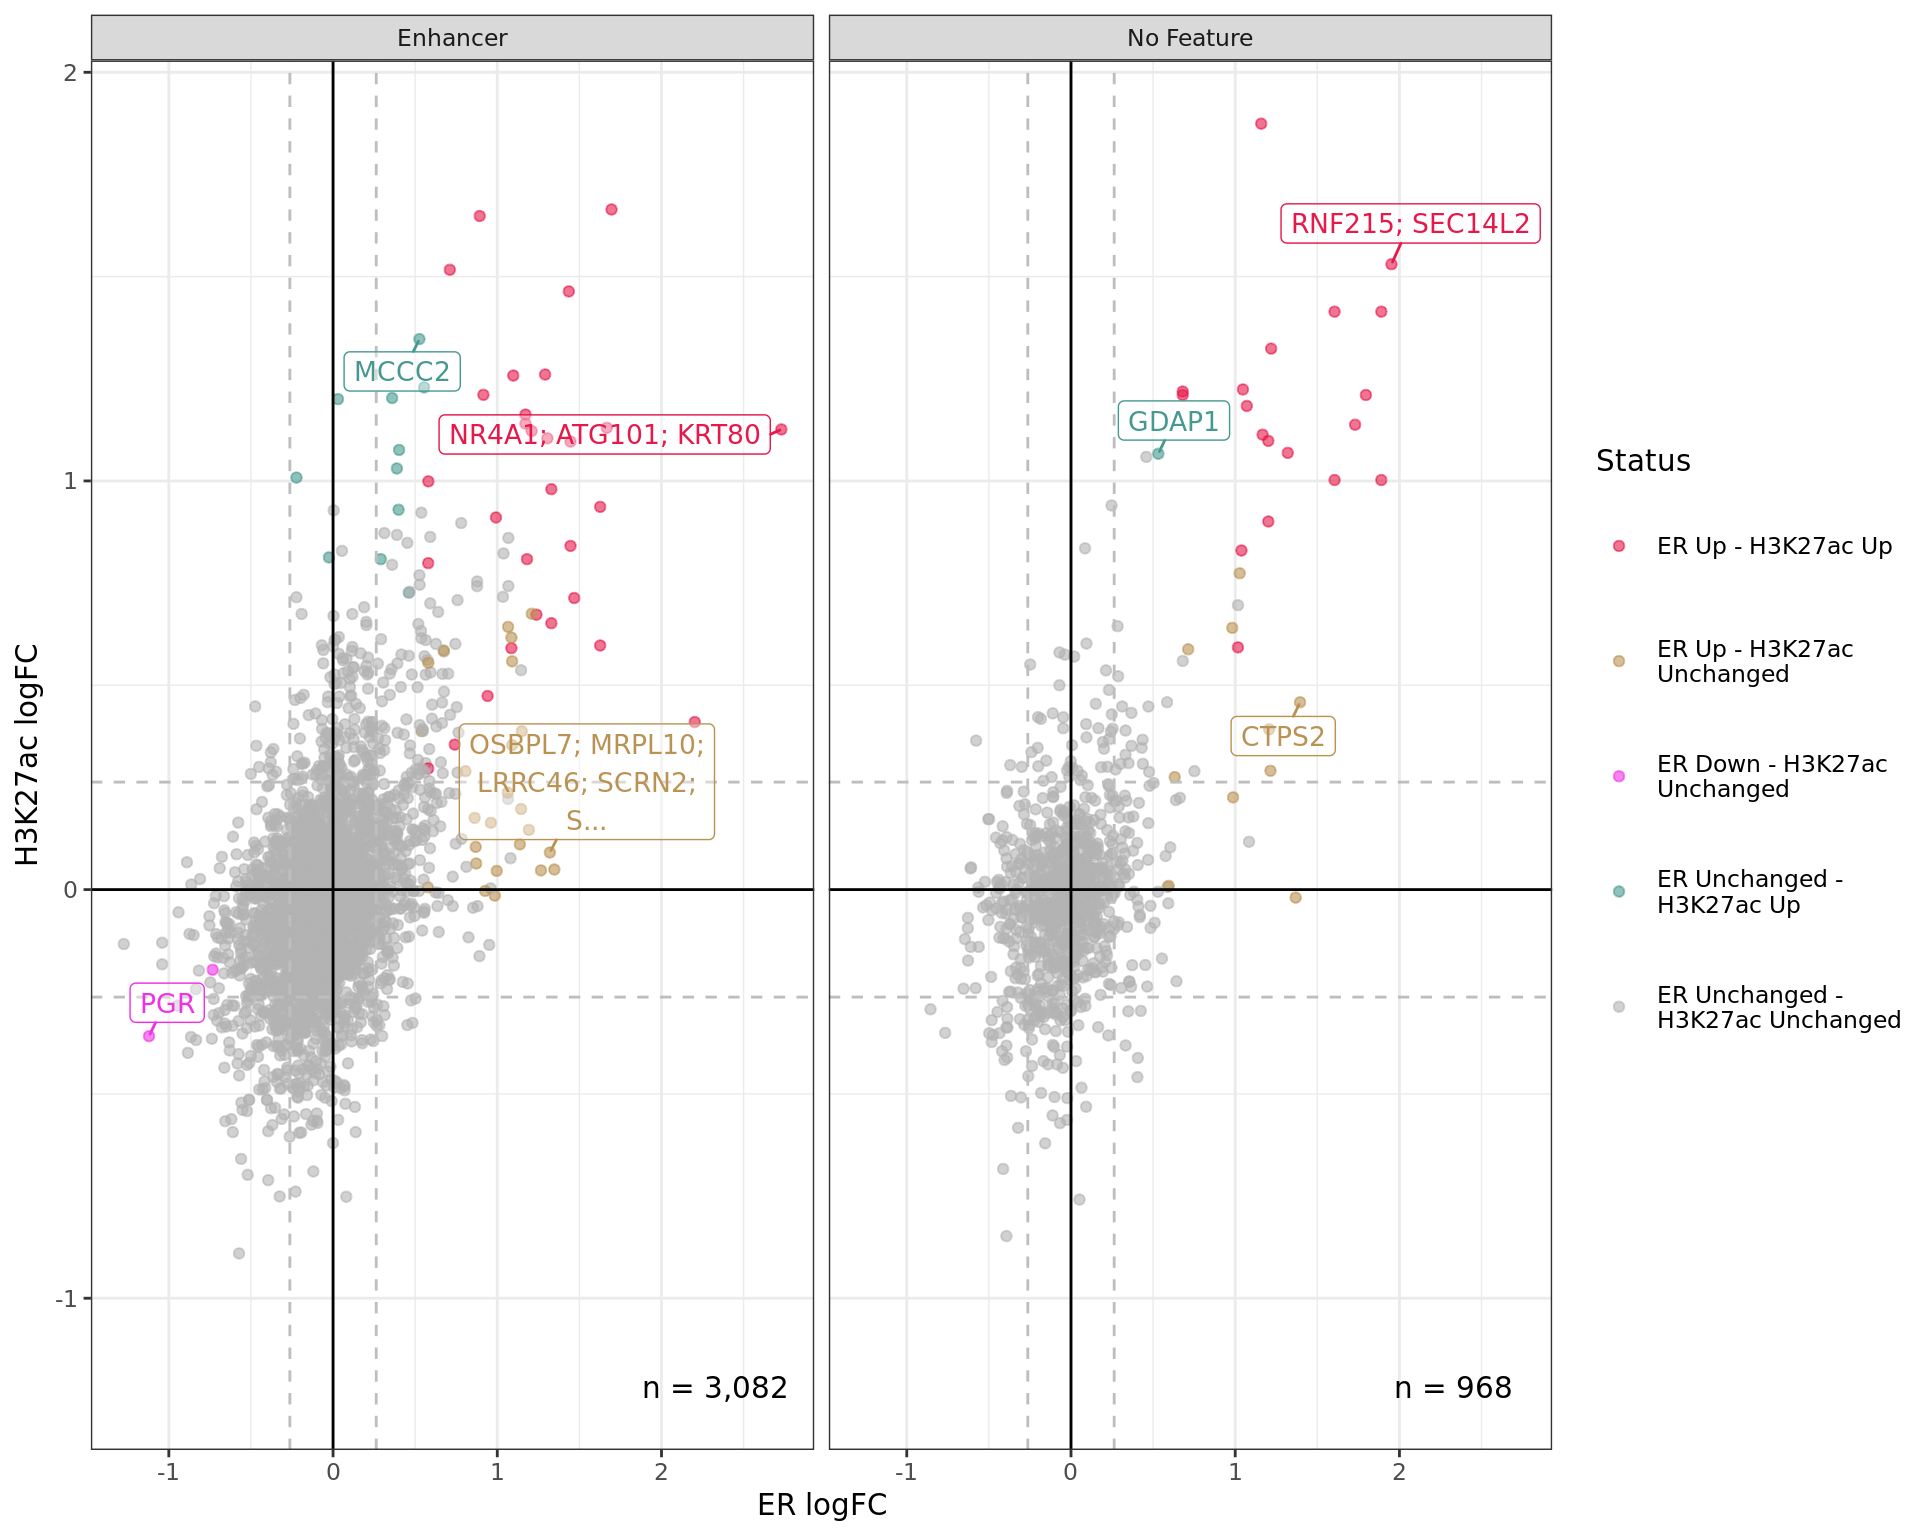 Enhancer
No Feature
2
1
0
-1
H3K27ac logFC
MCCC2
NR4A1; ATG101; KRT80
OSBPL7; MRPL10;
LRRC46; SCRN2;
S...
PGR
n = 3,082
RNF215; SEC14L2
GDAP1
CTPS2
n = 968
-1
0
1
2
-1
0
1
2
ER logFC
Status
ER Up - H3K27ac Up
ER Up - H3K27ac
Unchanged
ER Down - H3K27ac
Unchanged
ER Unchanged -
H3K27ac Up
ER Unchanged -
H3K27ac Unchanged